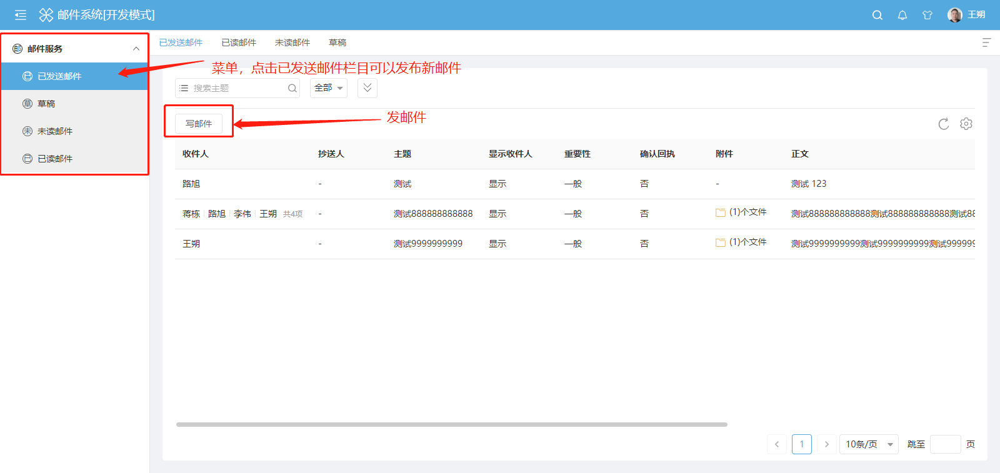 邮件系统[开发模式]
王朔
邮件服务
已发送邮件
草稿
未读邮件
已读邮件
已发送邮件 已读邮件 未读邮件 草稿
菜单，点击已发送邮件栏目可以发布新邮件
搜索主题 全部
写邮件
发邮件
收件人 抄送人 主题 显示收件人 重要性 确认回执 附件 正文
路旭 - 测试 显示 一般 否 - 测试 123
蒋栋 路旭 李伟 王朔 共4项 - 测试888888888888 显示 一般 否 (1)个文件 测试888888888888测试888888888888测试88
王朔 - 测试9999999999 显示 一般 否 (1)个文件 测试9999999999测试9999999999测试999999
1 10条/页 跳至 页